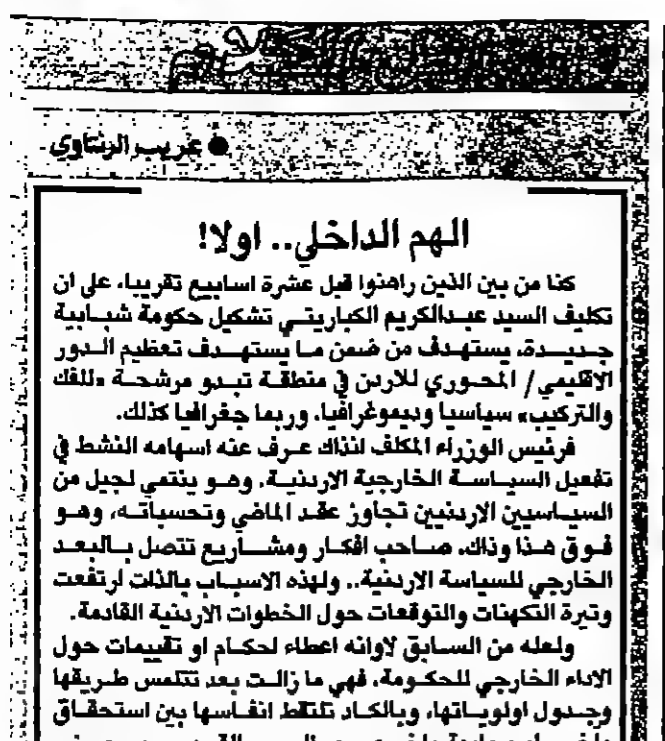 ● عريب الرنتاوي
الهم الداخلي.. اولا!
كنا من بين الذين راهنوا قبل عشرة اسابيع تقريبا، على ان
تكليف السيد عبدالكريم الكباريتي تشكيل حكومة شبابية
جديدة، يستهدف من ضمن ما يستهدف تعظيم الدور
الاقليمي/ المحوري للاردن في منطقة تبدو مرشحة «للفك
والتركيب» سياسيا وديموغرافيا، وربما جغرافيا كذلك.
فرئيس الوزراء المكلف انذاك عرف عنه اسهامه النشط في
تفعيل السياسة الخارجية الاردنية، وهو ينتمي لجيل من
السياسيين الاردنيين تجاوز عقد الماضي وتحسباته، وهو
فوق هذا وذاك، صاحب افكار ومشاريع تتصل بالبعد
الخارجي للسياسة الاردنية.. ولهذه الاسباب بالذات ارتفعت
وتيرة التكهنات والتوقعات حول الخطوات الاردنية القادمة.
ولعله من السابق لاوانه اعطاء احكام او تقييمات حول
الاداء الخارجي للحكومة، فهي ما زالت بعد تتلمس طريقها
وجدول اولوياتها، وبالكاد تلتقط انفاسها بين استحقاق